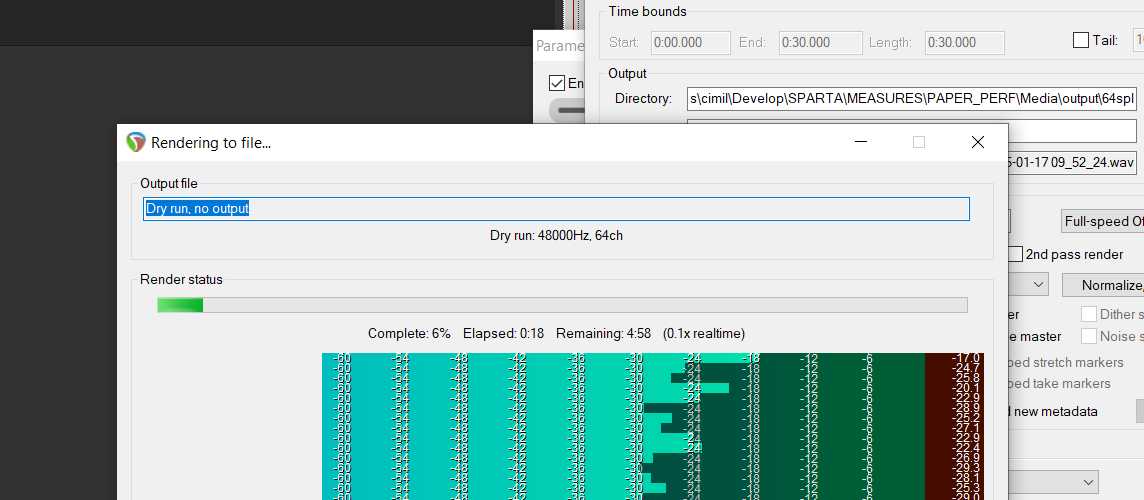 Time bounds
Start: 0:00.000 End: 0:30.000 Length: 0:30.000 Tail:
Parame
En
Output
Directory: s\cimil\Develop\SPARTA\MEASURES\PAPER_PERF\Media\output\64spl
Rendering to file...
5-01-17 09_52_24.wav
Output file
Dry run, no output
Dry run: 48000Hz, 64ch
Full-speed Of
2nd pass render
Render status
Normalize,
Complete: 6% Elapsed: 0:18 Remaining: 4:58 (0.1x realtime)
er Dither s
e master Noise s
ped stretch markers
ped take markers
d new metadata
-60 -54 -48 -42 -36 -30 -24 -18 -12 -6 -17.0
-60 -54 -48 -42 -36 -30 -24 -18 -12 -6 -24.7
-60 -54 -48 -42 -36 -30 -24 -18 -12 -6 -25.8
-60 -54 -48 -42 -36 -30 -24 -18 -12 -6 -20.1
-60 -54 -48 -42 -36 -30 -24 -18 -12 -6 -22.9
-60 -54 -48 -42 -36 -30 -24 -18 -12 -6 -28.9
-60 -54 -48 -42 -36 -30 -24 -18 -12 -6 -25.2
-60 -54 -48 -42 -36 -30 -24 -18 -12 -6 -27.1
-60 -54 -48 -42 -36 -30 -24 -18 -12 -6 -22.9
-60 -54 -48 -42 -36 -30 -24 -18 -12 -6 -22.4
-60 -54 -48 -42 -36 -30 -24 -18 -12 -6 -26.9
-60 -54 -48 -42 -36 -30 -24 -18 -12 -6 -29.3
-60 -54 -48 -42 -36 -30 -24 -18 -12 -6 -28.1
-60 -54 -48 -42 -36 -30 -24 -18 -12 -6 -25.3
-60 -54 -48 -42 -36 -30 -24 -18 -12 -6 -29.0